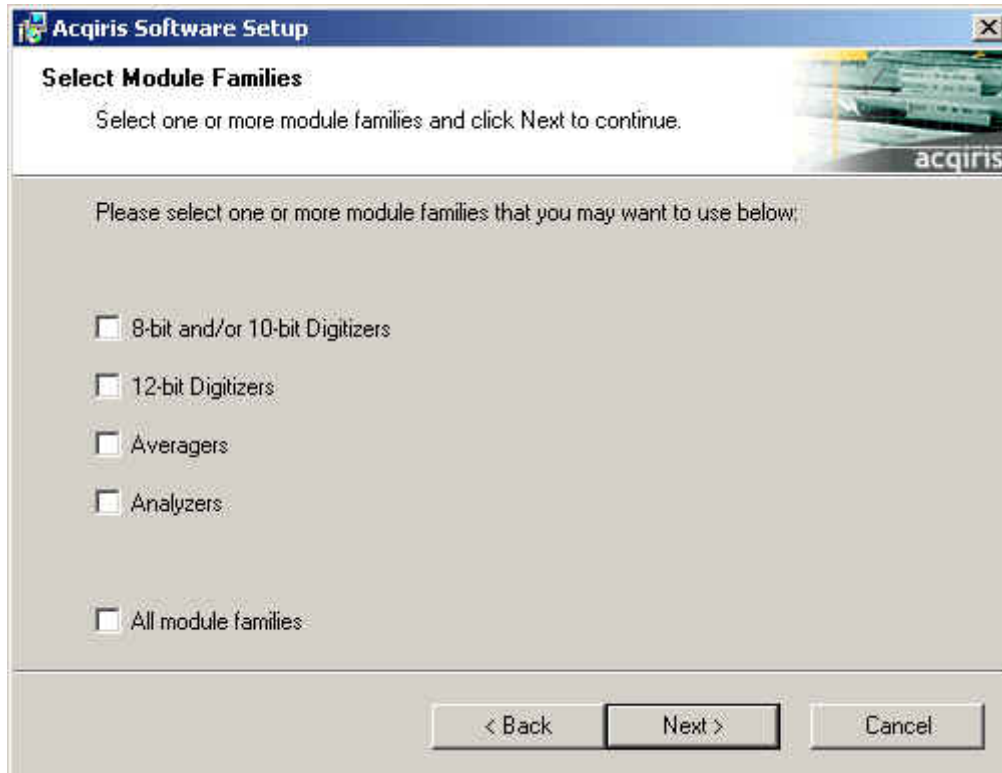 Acqiris Software Setup
Select Module Families
Select one or more module families and click Next to continue.
acqiris
Please select one or more module families that you may want to use below:
8-bit and/or 10-bit Digitizers
12-bit Digitizers
Averagers
Analyzers
All module families
< Back Next > Cancel